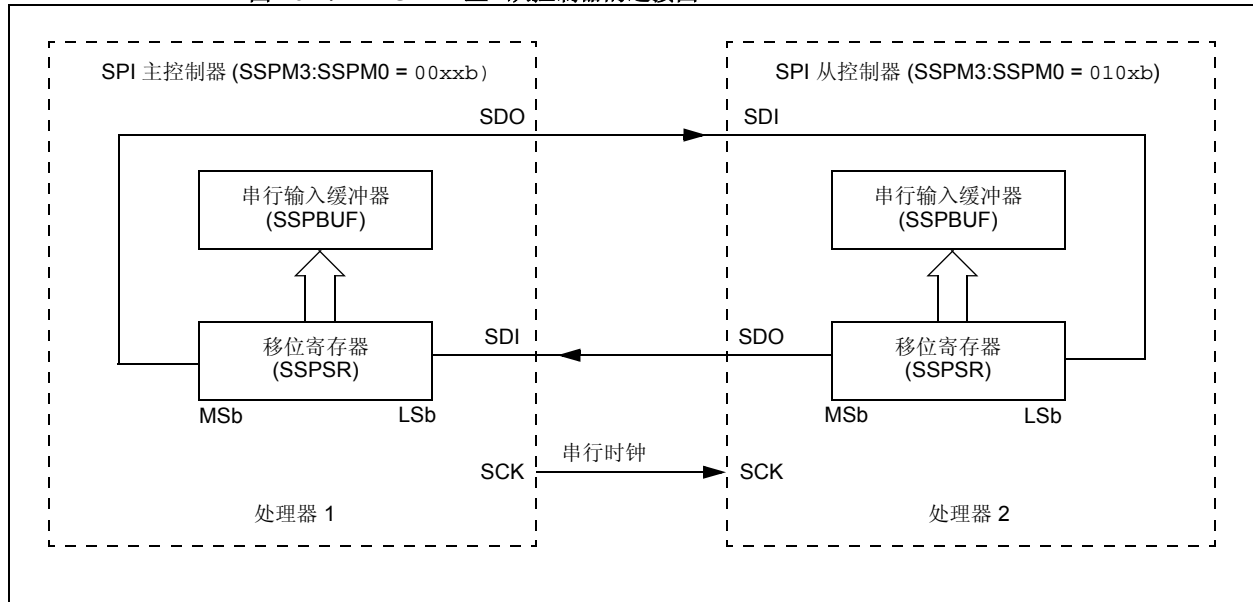 SPI 主控制器 (SSPM3:SSPM0 = 00xxb)
SPI 从控制器 (SSPM3:SSPM0 = 010xb)
SDO
SDI
串行输入缓冲器
(SSPBUF)
串行输入缓冲器
(SSPBUF)
移位寄存器
(SSPSR)
SDI
SDO
移位寄存器
(SSPSR)
MSb
LSb
MSb
LSb
串行时钟
SCK
SCK
处理器 1
处理器 2